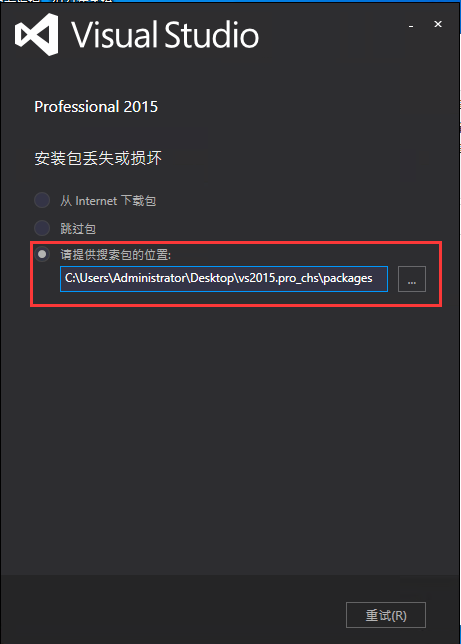 Visual Studio
Professional 2015
安装包丢失或损坏
从 Internet 下载包
跳过包
请提供搜索包的位置:
C:\Users\Administrator\Desktop\vs2015.pro_chs\packages
...
重试(R)